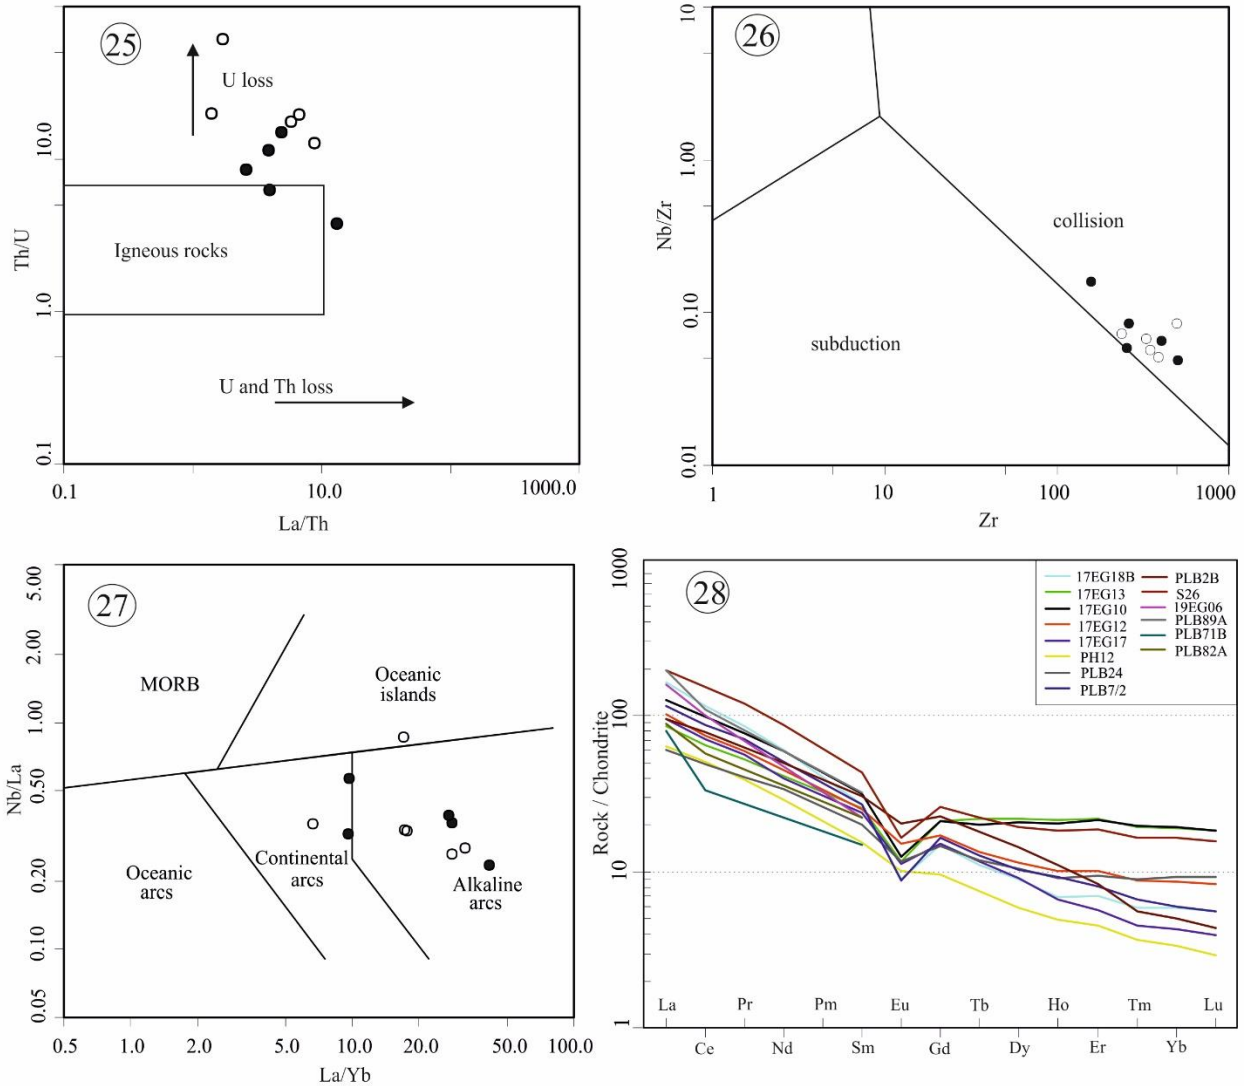 25
U loss
10.0
Igneous rocks
Th/U
1.0
U and Th loss
0.1
0.1
10.0
1000.0
La/Th
26
10
1.00
Nb/Zr
collision
0.10
subduction
0.01
1
10
100
1000
Zr
27
5.00
2.00
MORB
Oceanic
islands
1.00
Nb/La
0.50
Continental
arcs
Oceanic
arcs
Alkaline
arcs
0.20
0.10
0.05
0.5
1.0
2.0
5.0
10.0
20.0
50.0
100.0
La/Yb
28
1000
17EG18B
17EG13
17EG10
17EG12
17EG17
PH12
PLB24
PLB7/2
PLB2B
S26
19EG06
PLB89A
PLB71B
PLB82A
Rock / Chondrite
100
10
1
La Pr Pm Eu Tb Ho Tm Lu
Ce Nd Sm Gd Dy Er Yb